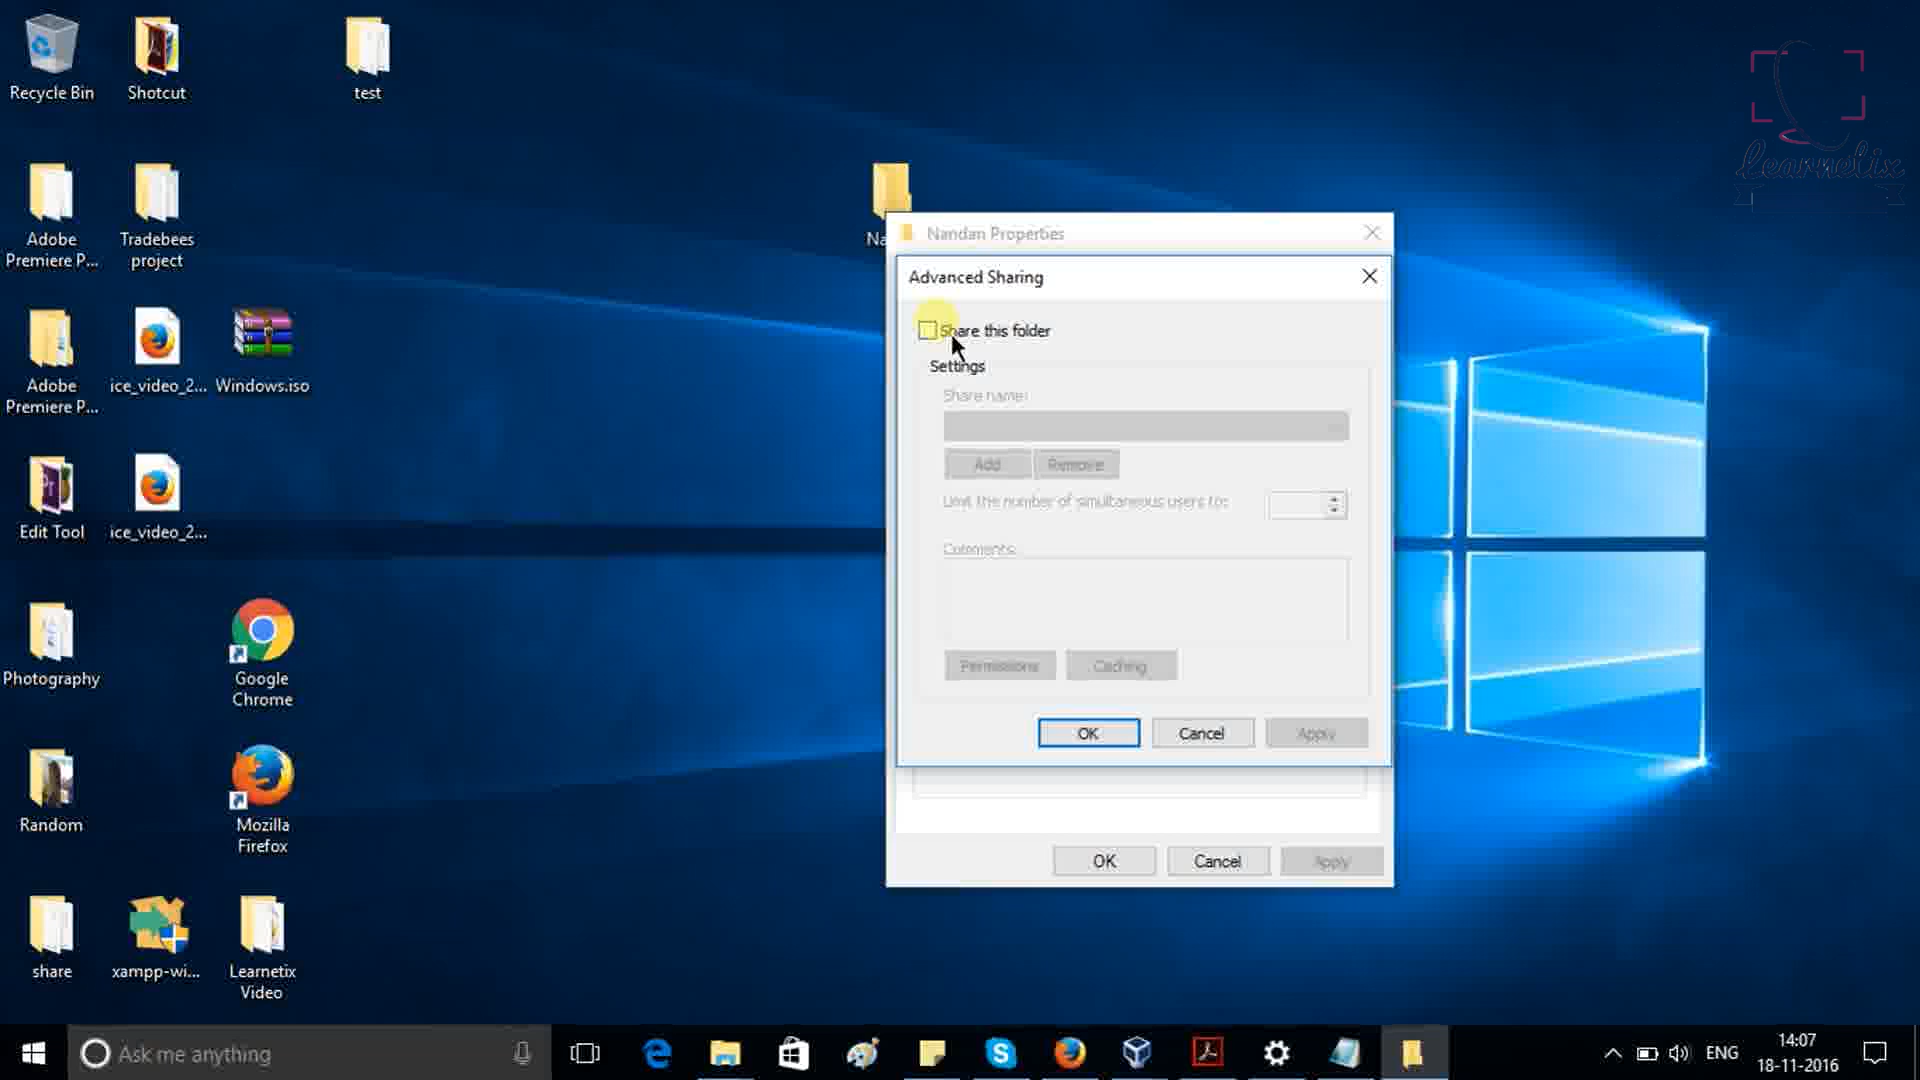 Recycle Bin
Shotcut
test
learnetix
Adobe
Premiere P...
Tradebees
project
Na
Nandan Properties
Advanced Sharing
Share this folder
Settings
Share name:
Add
Remove
Limit the number of simultaneous users to:
Comments:
Permissions
Caching
OK
Cancel
Apply
OK
Cancel
Apply
Adobe
Premiere P...
ice_video_2...
Windows.iso
Edit Tool
ice_video_2...
Photography
Google
Chrome
Random
Mozilla
Firefox
share
xampp-wi...
Learnetix
Video
Ask me anything
ENG
14:07
18-11-2016